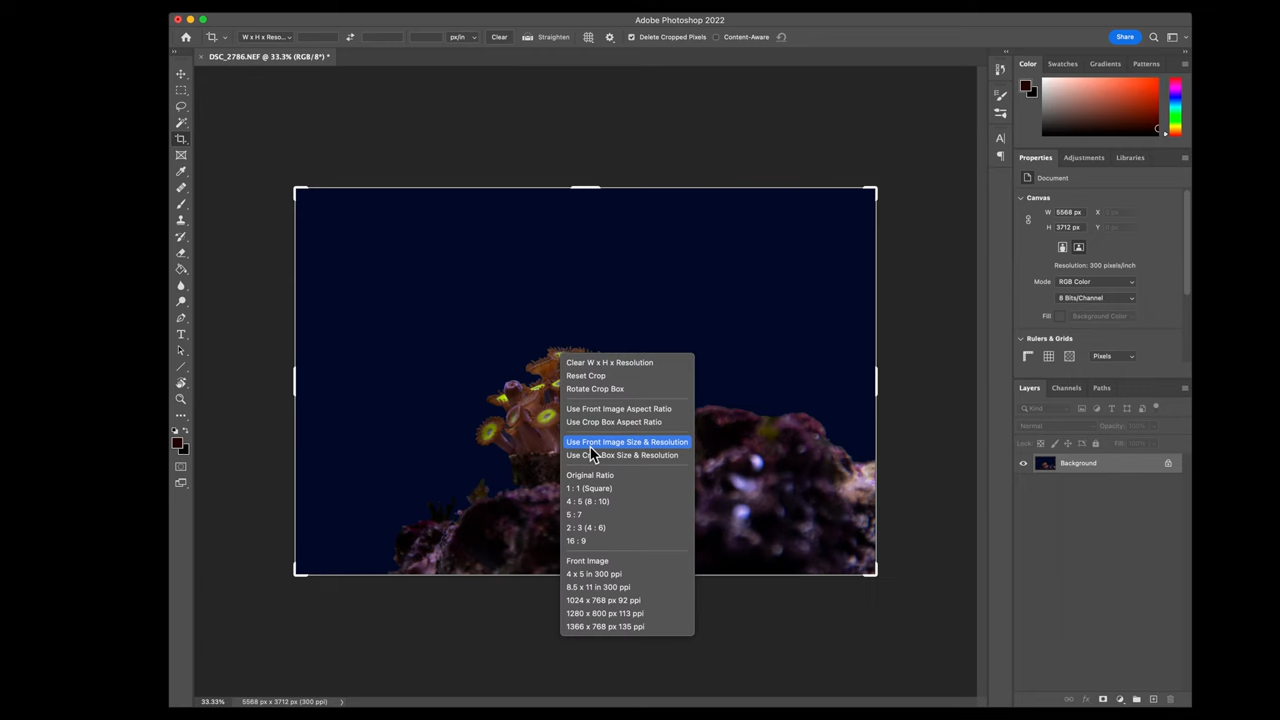 Adobe Photoshop 2022
W x H x Reso...
px/in
Clear
Straighten
Delete Cropped Pixels
Content-Aware
Share
DSC_2786.NEF @ 33.3% (RGB/8*) *
Color
Swatches
Gradients
Patterns
Properties
Adjustments
Libraries
Document
Canvas
W 5568 px X
H 3712 px Y
Resolution: 300 pixels/inch
Mode RGB Color
8 Bits/Channel
Fill Background Color
Rulers & Grids
Pixels
Layers
Channels
Paths
Kind
Normal
Opacity:
Lock:
Fill:
Background
Clear W x H x Resolution
Reset Crop
Rotate Crop Box
Use Front Image Aspect Ratio
Use Crop Box Aspect Ratio
Use Front Image Size & Resolution
Use Crop Box Size & Resolution
Original Ratio
1 : 1 (Square)
4 : 5 (8 : 10)
5 : 7
2 : 3 (4 : 6)
16 : 9
Front Image
4 x 5 in 300 ppi
8.5 x 11 in 300 ppi
1024 x 768 px 92 ppi
1280 x 800 px 113 ppi
1366 x 768 px 135 ppi
33.33%
5568 px x 3712 px (300 ppi)